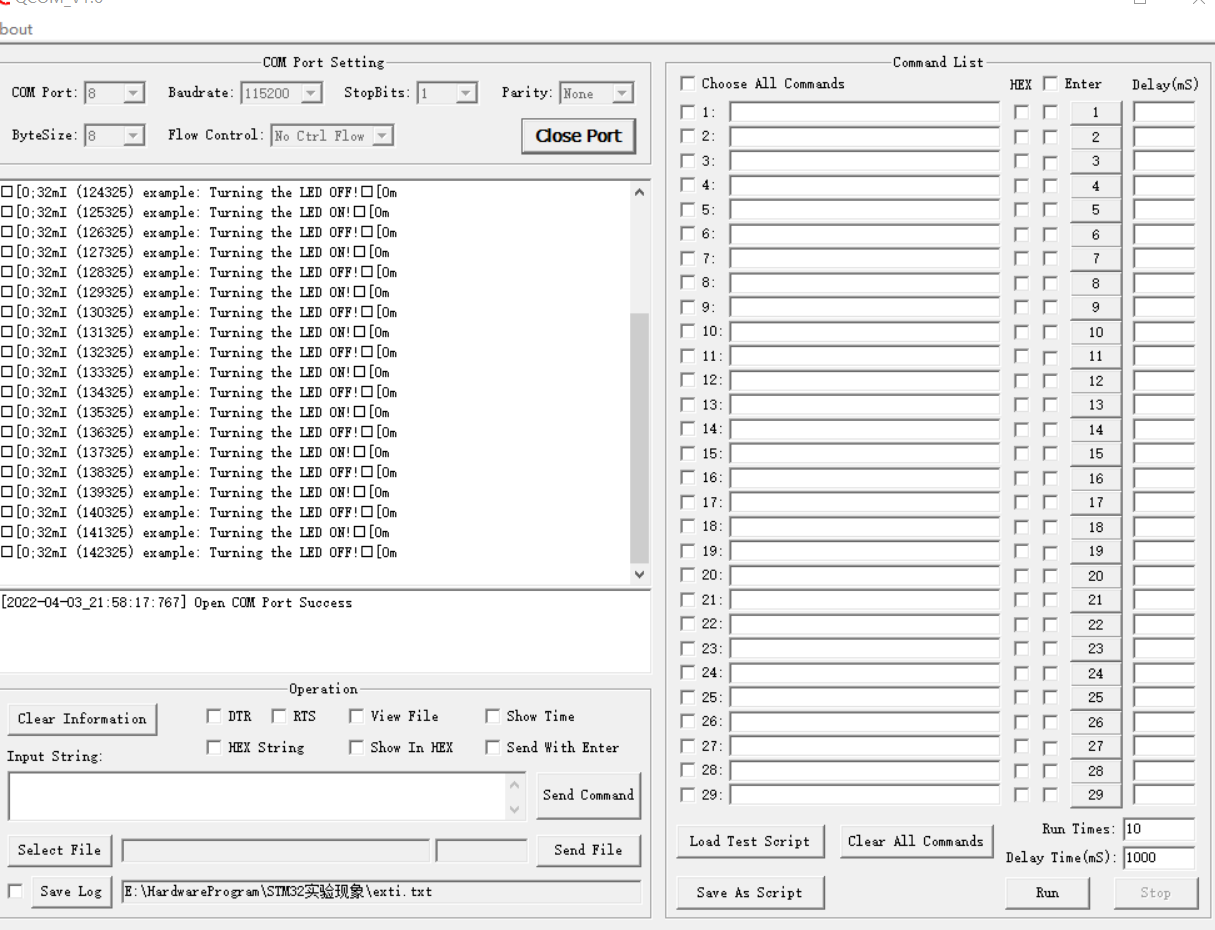 QCOM_V1.6
bout
COM Port Setting
COM Port: 8 Baudrate: 115200 StopBits: 1 Parity: None
ByteSize: 8 Flow Control: No Ctrl Flow Close Port
[0;32mI (124325) example: Turning the LED OFF!□[0m
□[0;32mI (125325) example: Turning the LED ON!□[0m
□[0;32mI (126325) example: Turning the LED OFF!□[0m
□[0;32mI (127325) example: Turning the LED ON!□[0m
□[0;32mI (128325) example: Turning the LED OFF!□[0m
□[0;32mI (129325) example: Turning the LED ON!□[0m
□[0;32mI (130325) example: Turning the LED OFF!□[0m
□[0;32mI (131325) example: Turning the LED ON!□[0m
□[0;32mI (132325) example: Turning the LED OFF!□[0m
□[0;32mI (133325) example: Turning the LED ON!□[0m
□[0;32mI (134325) example: Turning the LED OFF!□[0m
□[0;32mI (135325) example: Turning the LED ON!□[0m
□[0;32mI (136325) example: Turning the LED OFF!□[0m
□[0;32mI (137325) example: Turning the LED ON!□[0m
□[0;32mI (138325) example: Turning the LED OFF!□[0m
□[0;32mI (139325) example: Turning the LED ON!□[0m
□[0;32mI (140325) example: Turning the LED OFF!□[0m
□[0;32mI (141325) example: Turning the LED ON!□[0m
□[0;32mI (142325) example: Turning the LED OFF!□[0m
[2022-04-03_21:58:17:767] Open COM Port Success
Operation
Clear Information DTR RTS View File Show Time
HEX String Show In HEX Send With Enter
Input String:
Send Command
Select File Send File
Save Log E:\HardwareProgram\STM32实验现象\exti.txt
Command List
Choose All Commands HEX Enter Delay(mS)
1: 1
2: 2
3: 3
4: 4
5: 5
6: 6
7: 7
8: 8
9: 9
10: 10
11: 11
12: 12
13: 13
14: 14
15: 15
16: 16
17: 17
18: 18
19: 19
20: 20
21: 21
22: 22
23: 23
24: 24
25: 25
26: 26
27: 27
28: 28
29: 29
Load Test Script Clear All Commands Run Times: 10
Delay Time(mS): 1000
Save As Script Run Stop